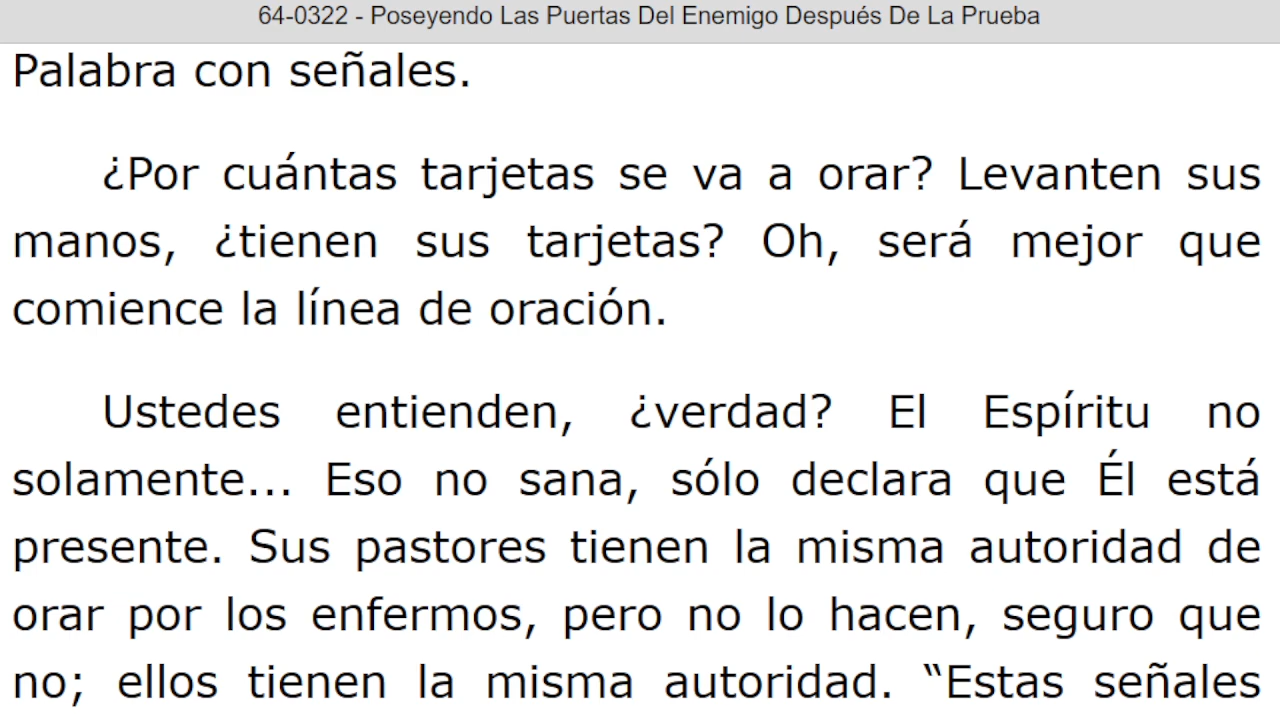 64-0322 - Poseyendo Las Puertas Del Enemigo Después De La Prueba
Palabra con señales.
¿Por cuántas tarjetas se va a orar? Levanten sus
manos, ¿tienen sus tarjetas? Oh, será mejor que
comience la línea de oración.
Ustedes entienden, ¿verdad? El Espíritu no
solamente... Eso no sana, sólo declara que Él está
presente. Sus pastores tienen la misma autoridad de
orar por los enfermos, pero no lo hacen, seguro que
no; ellos tienen la misma autoridad. “Estas señales